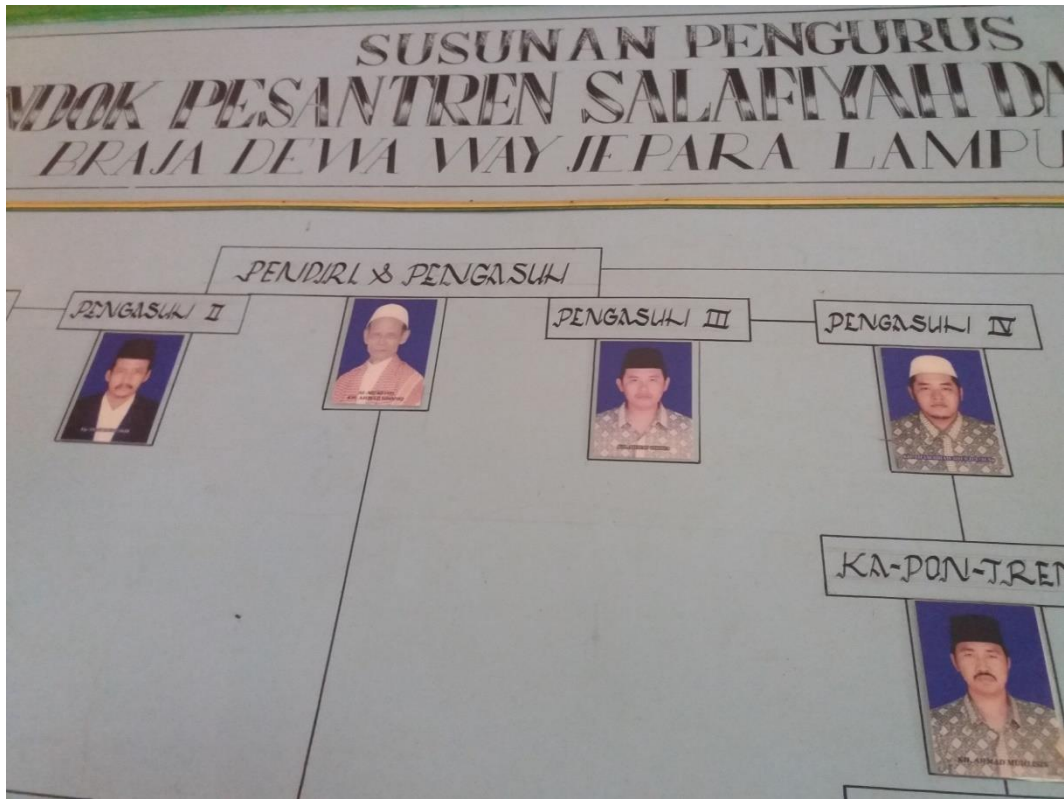 SUSUNAN PENGURUS
NDOK PESANTREN SALAFIYAH
BRAJA DEWA WAY JEPARA LAMPU
PENDIRI & PENGASUH
PENGASUH II
PENGASUH III
PENGASUH IV
KA-PON-TREN